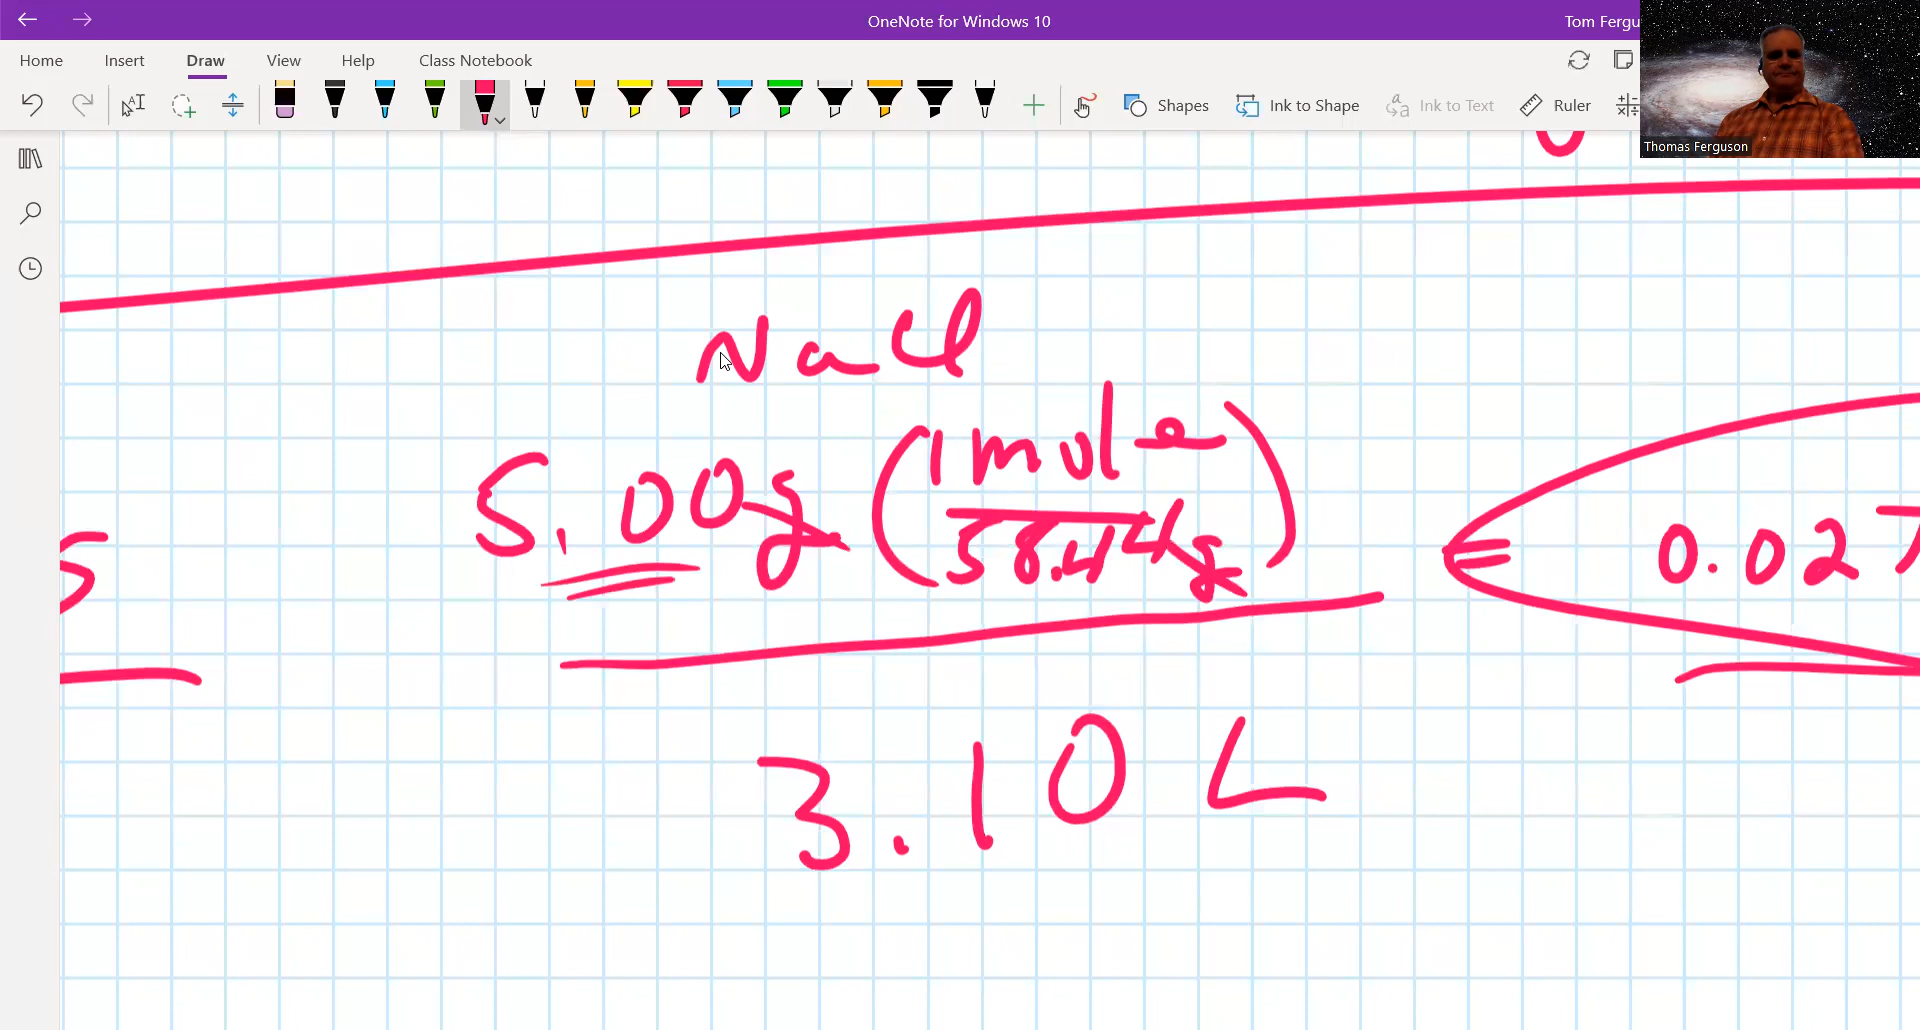 OneNote for Windows 10
Tom Fergu
Home Insert Draw View Help Class Notebook
Shapes Ink to Shape Ink to Text Ruler
Thomas Ferguson
NaCl
5.00g (1 mole
58.44g)
= 0.027
S
3.10 L